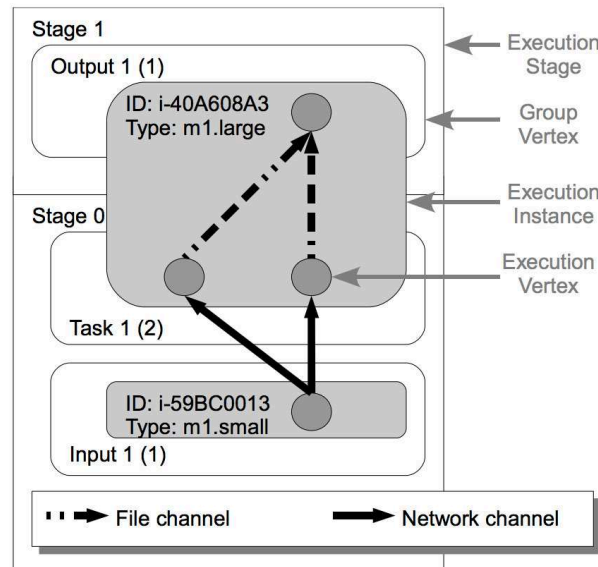 Stage 1
Output 1 (1)
ID: i-40A608A3
Type: m1.large
Execution
Stage
Group
Vertex
Execution
Instance
Stage 0
Execution
Vertex
Task 1 (2)
ID: i-59BC0013
Type: m1.small
Input 1 (1)
File channel
Network channel